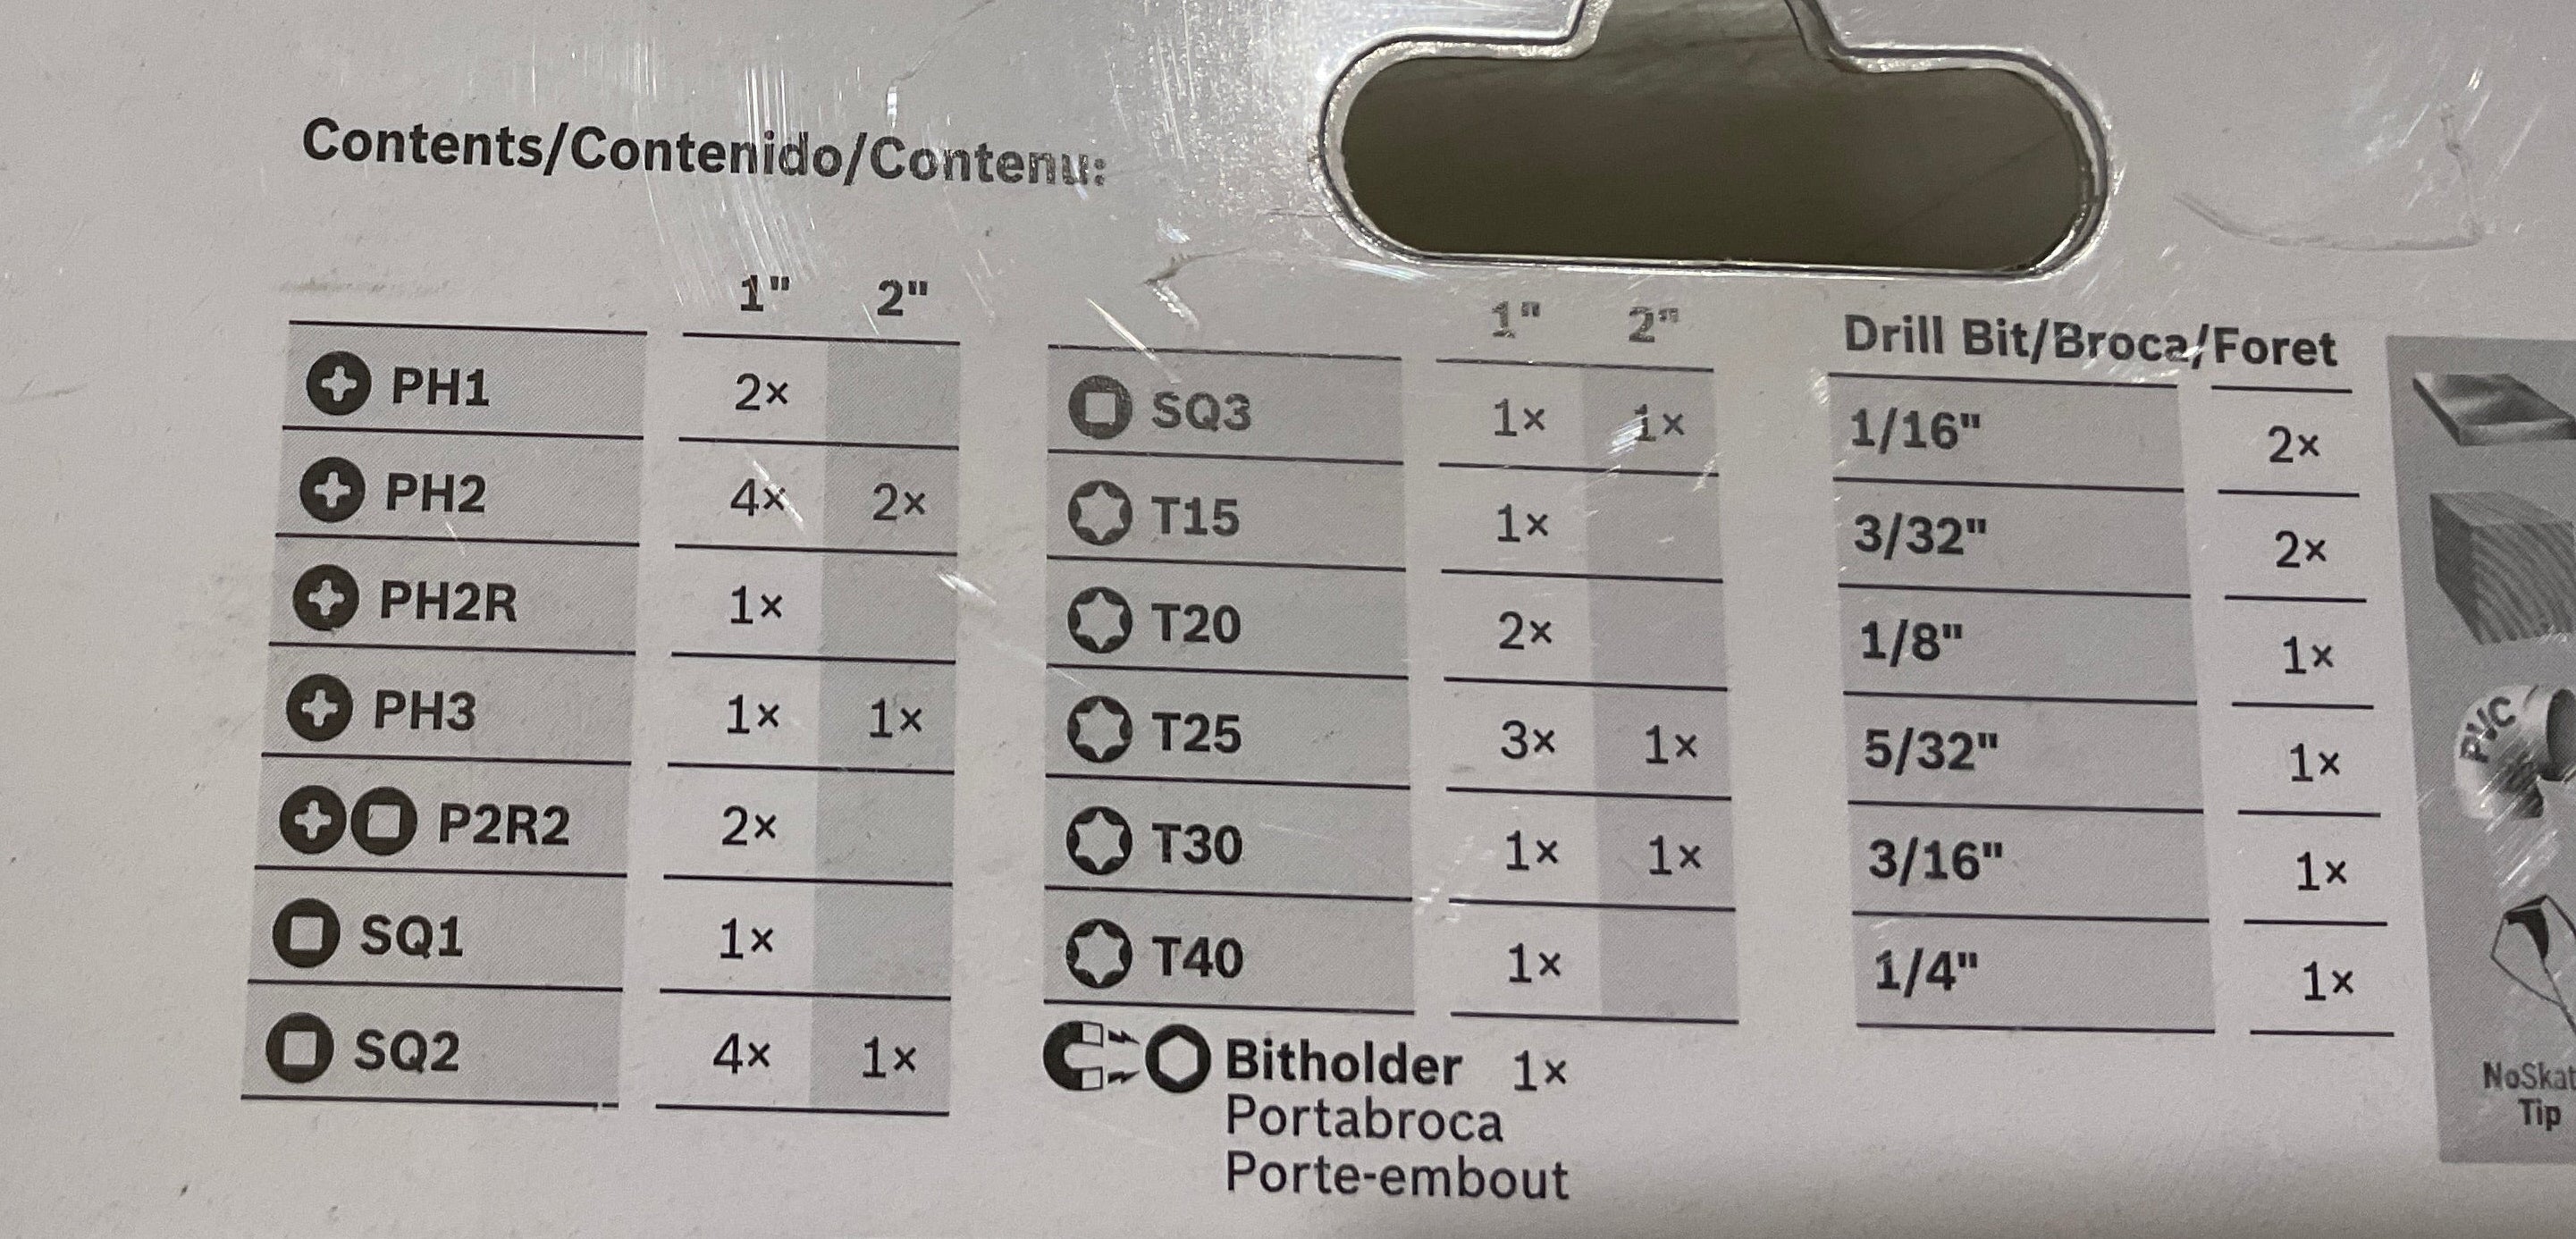 Contents/Contenido/Contenu:
1" 2"
PH1 2×
PH2 4× 2×
PH2R 1×
PH3 1× 1×
P2R2 2×
SQ1 1×
SQ2 4× 1×
1" 2"
SQ3 1× 1×
T15 1×
T20 2×
T25 3× 1×
T30 1× 1×
T40 1×
Bitholder 1×
Portabroca
Porte-embout
Drill Bit/Broca/Foret
1/16" 2×
3/32" 2×
1/8" 1×
5/32" 1×
3/16" 1×
1/4" 1×
PVC
Tip